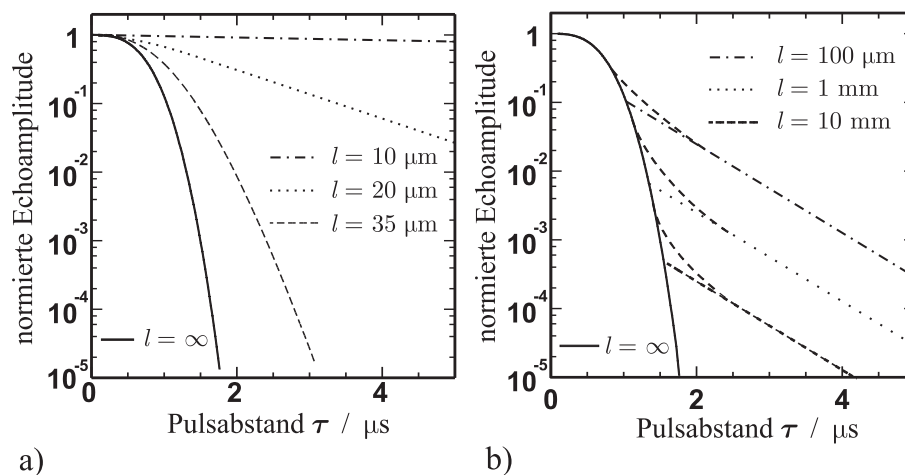 normierte Echoamplitude
1
10⁻¹
10⁻²
10⁻³
10⁻⁴
10⁻⁵
l = 10 µm
l = 20 µm
l = 35 µm
l = ∞
0 2 4
Pulsabstand τ / µs
a)
normierte Echoamplitude
1
10⁻¹
10⁻²
10⁻³
10⁻⁴
10⁻⁵
l = 100 µm
l = 1 mm
l = 10 mm
l = ∞
0 2 4
Pulsabstand τ / µs
b)